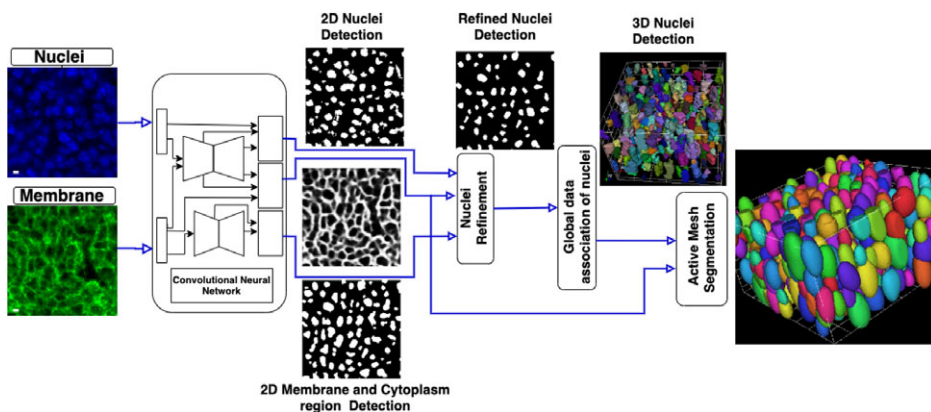 2D Nuclei
Detection
Refined Nuclei
Detection
3D Nuclei
Detection
Nuclei
Membrane
Convolutional Neural
Network
Nuclei
Refinement
Global data
association of nuclei
Active Mesh
Segmentation
2D Membrane and Cytoplasm
region Detection